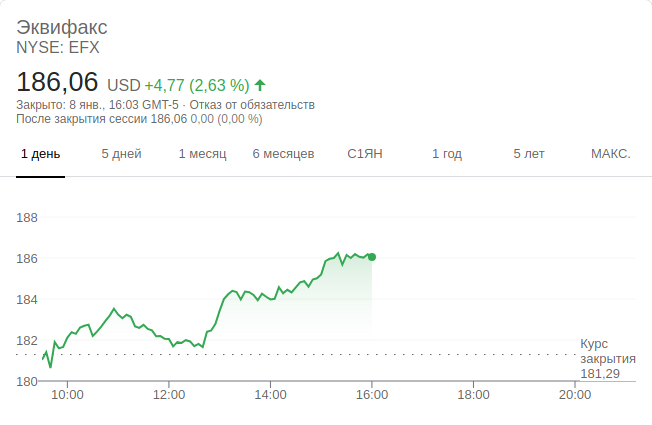 Эквифакс
NYSE: EFX
186,06 USD +4,77 (2,63 %)
Закрыто: 8 янв., 16:03 GMT-5 · Отказ от обязательств
После закрытия сессии 186,06 0,00 (0,00 %)
1 день 5 дней 1 месяц 6 месяцев С1ЯН 1 год 5 лет МАКС.
188
186
184
182
Курс
закрытия
181,29
180
10:00 12:00 14:00 16:00 18:00 20:00